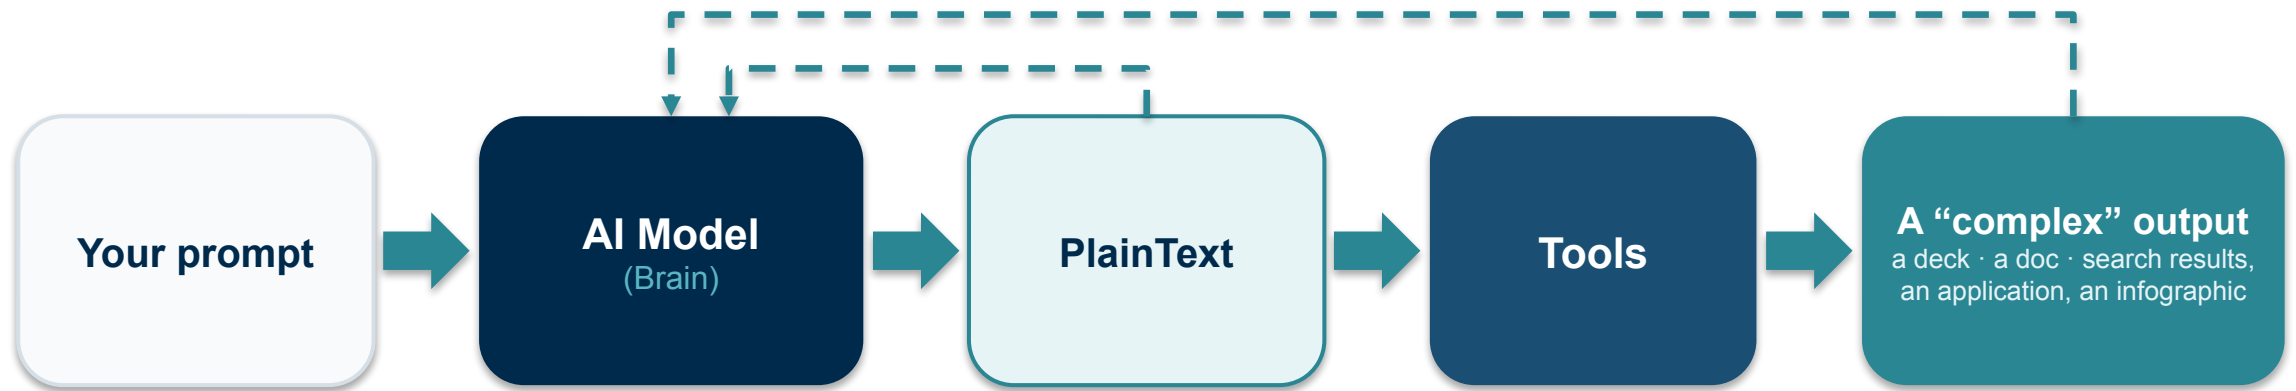 Your prompt
AI Model
(Brain)
PlainText
Tools
A “complex” output
a deck · a doc · search results,
an application, an infographic